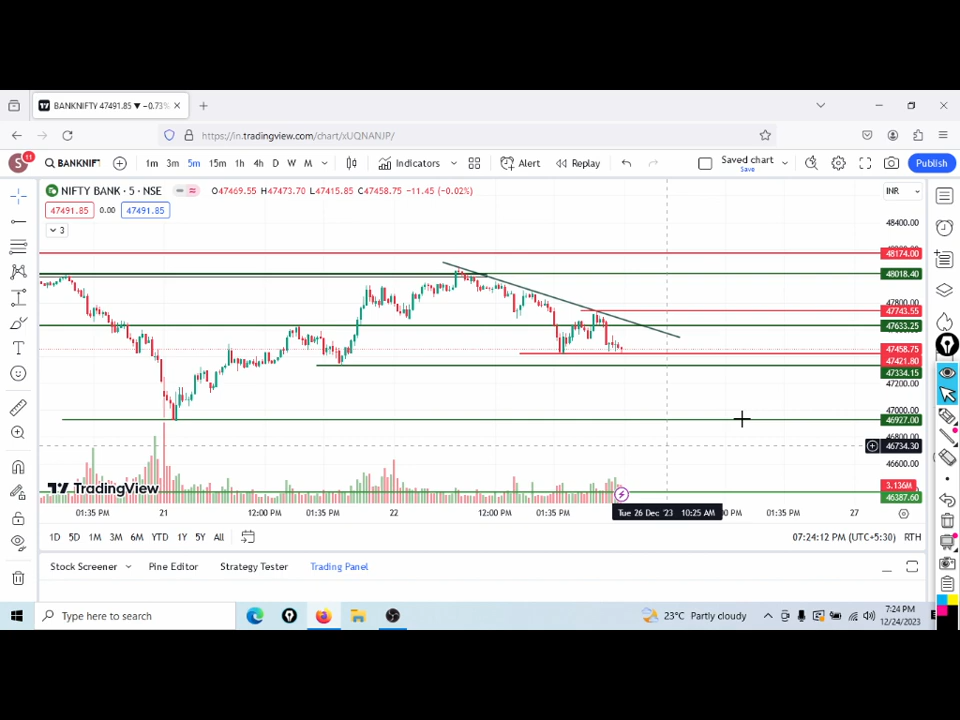 BANKNIFTY 47491.85 ▼ −0.73%
https://in.tradingview.com/chart/xUQNANJP/
S 11 BANKNIFT 1m 3m 5m 15m 1h 4h D W M Indicators Alert Replay Saved chart Save Publish
NIFTY BANK · 5 · NSE O47469.55 H47473.70 L47415.85 C47458.75 −11.45 (−0.02%) INR
47491.85 0.00 47491.85
3
48400.00
48174.00
48018.40
47800.00
47743.55
47633.25
47458.75
47421.80
47334.15
47200.00
47000.00
46927.00
46800.00
46734.30
46600.00
3.136M
46387.60
TradingView
01:35 PM 21 12:00 PM 01:35 PM 22 12:00 PM 01:35 PM Tue 26 Dec '23 10:25 AM PM 01:35 PM 27
1D 5D 1M 3M 6M YTD 1Y 5Y All 07:24:12 PM (UTC+5:30) RTH
Stock Screener Pine Editor Strategy Tester Trading Panel
Type here to search 23°C Partly cloudy 7:24 PM
12/24/2023